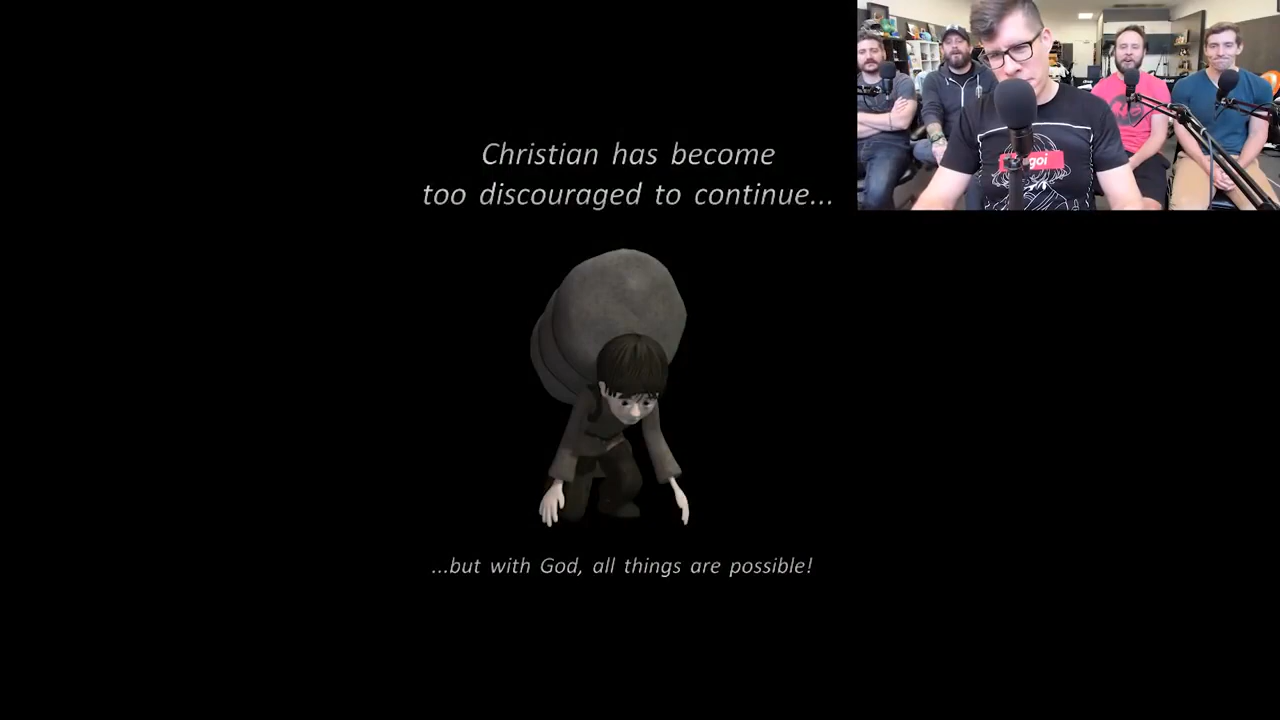 Christian has become
too discouraged to continue...
...but with God, all things are possible!